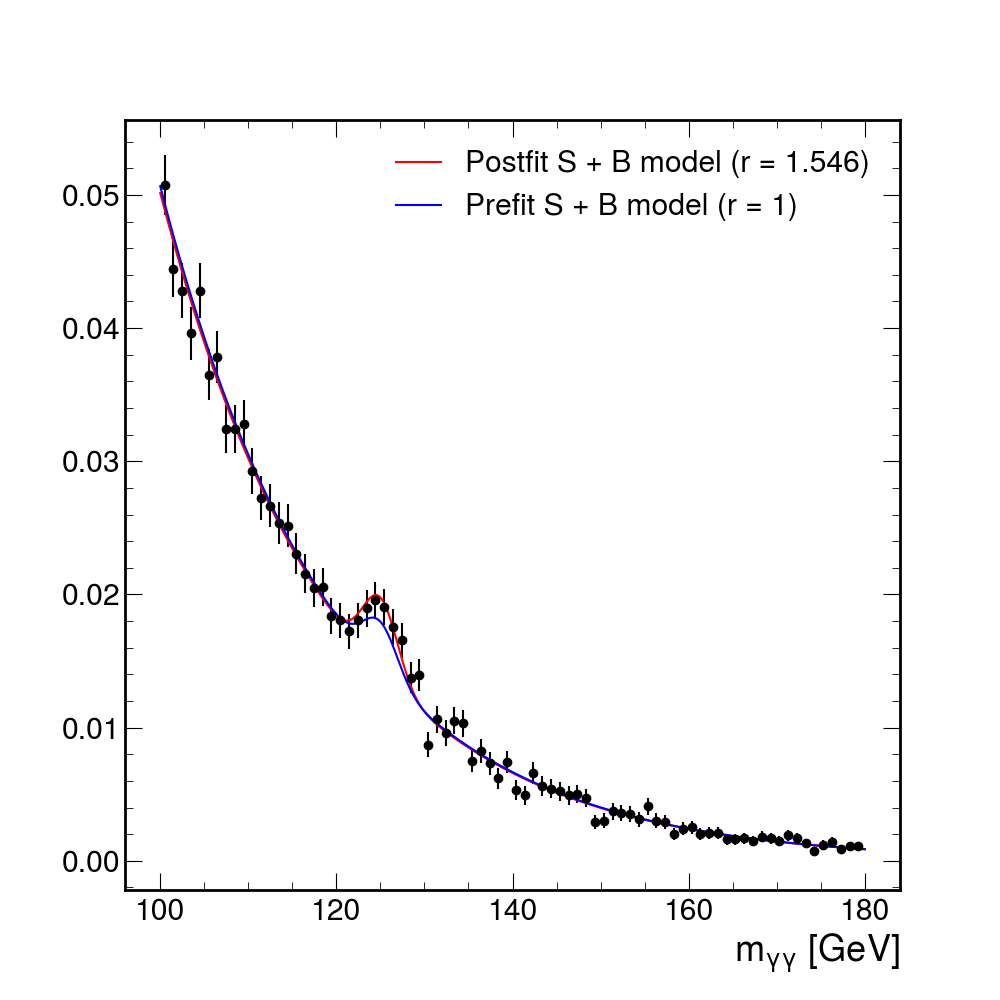 Postfit S + B model (r = 1.546)
Prefit S + B model (r = 1)
0.05
0.04
0.03
0.02
0.01
0.00
100 120 140 160 180
mγγ [GeV]